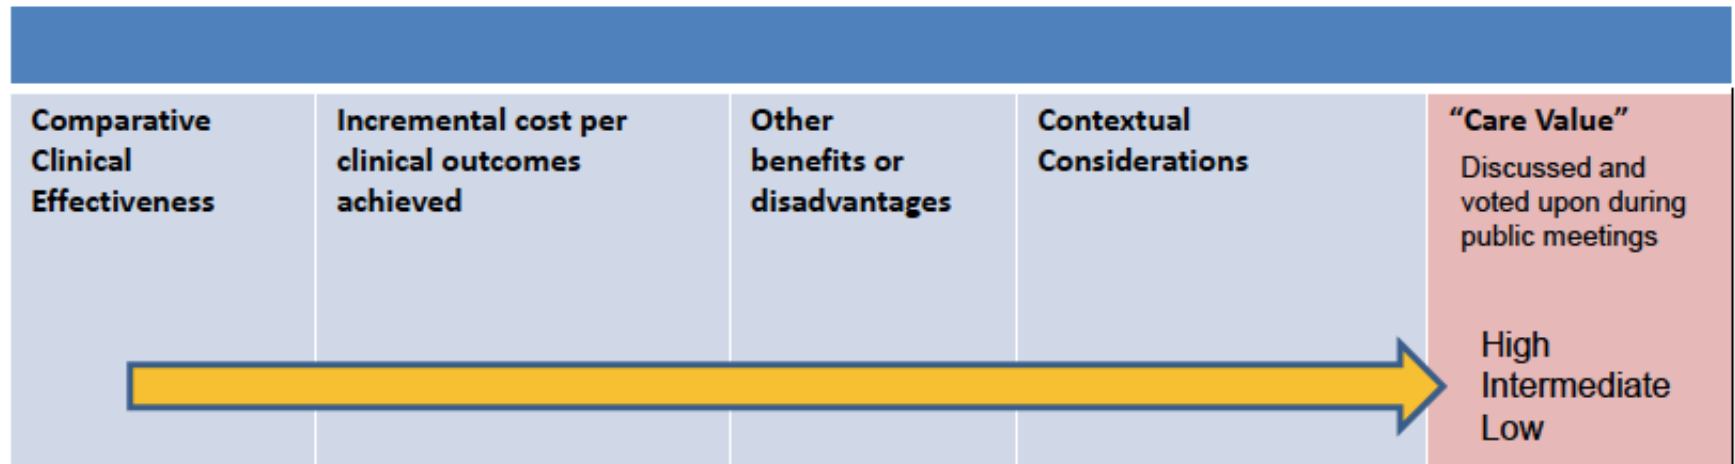 Comparative
Clinical
Effectiveness
Incremental cost per
clinical outcomes
achieved
Other
benefits or
disadvantages
Contextual
Considerations
“Care Value”
Discussed and
voted upon during
public meetings
High
Intermediate
Low